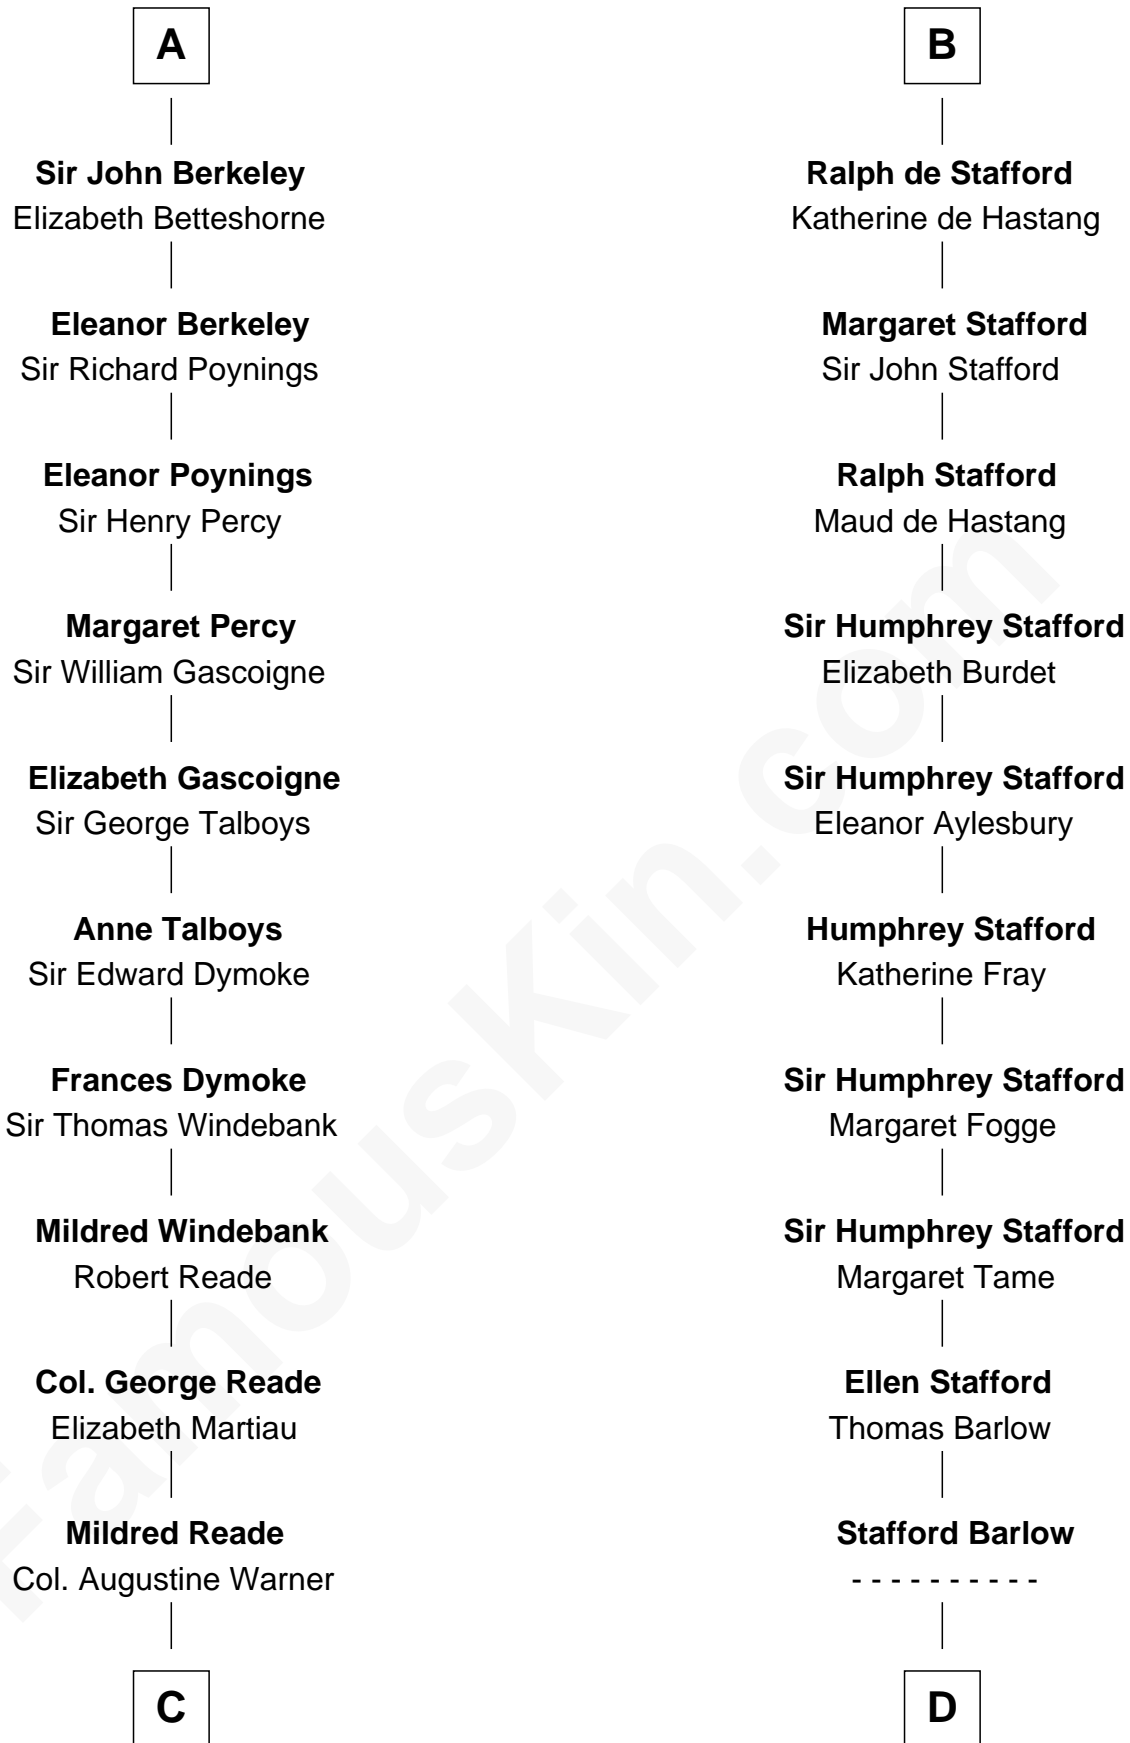 A
Sir John Berkeley
Elizabeth Betteshorne
Eleanor Berkeley
Sir Richard Poynings
Eleanor Poynings
Sir Henry Percy
Margaret Percy
Sir William Gascoigne
Elizabeth Gascoigne
Sir George Talboys
Anne Talboys
Sir Edward Dymoke
Frances Dymoke
Sir Thomas Windebank
Mildred Windebank
Robert Reade
Col. George Reade
Elizabeth Martiau
Mildred Reade
Col. Augustine Warner
C
B
Ralph de Stafford
Katherine de Hastang
Margaret Stafford
Sir John Stafford
Ralph Stafford
Maud de Hastang
Sir Humphrey Stafford
Elizabeth Burdet
Sir Humphrey Stafford
Eleanor Aylesbury
Humphrey Stafford
Katherine Fray
Sir Humphrey Stafford
Margaret Fogge
Sir Humphrey Stafford
Margaret Tame
Ellen Stafford
Thomas Barlow
Stafford Barlow
- - - - - - - - - -
D
FamousKin.com